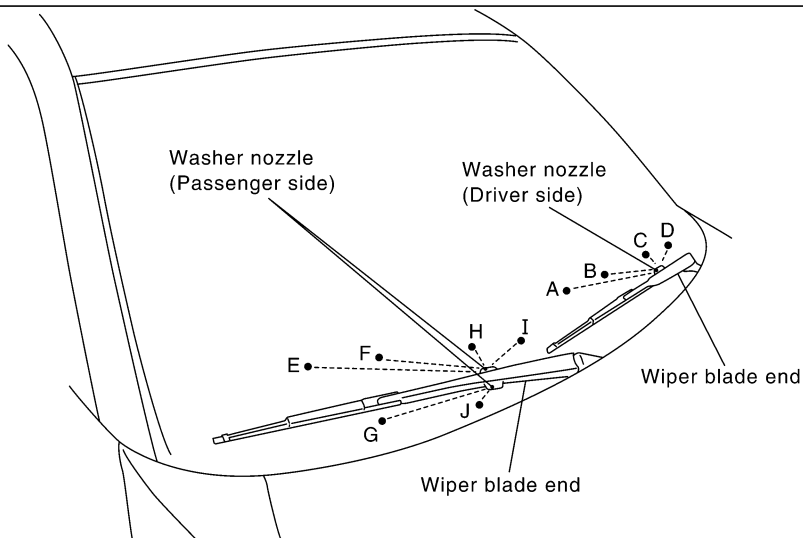 Washer nozzle
(Passenger side)
Washer nozzle
(Driver side)
C
D
B
A
H
I
F
E
Wiper blade end
J
G
Wiper blade end